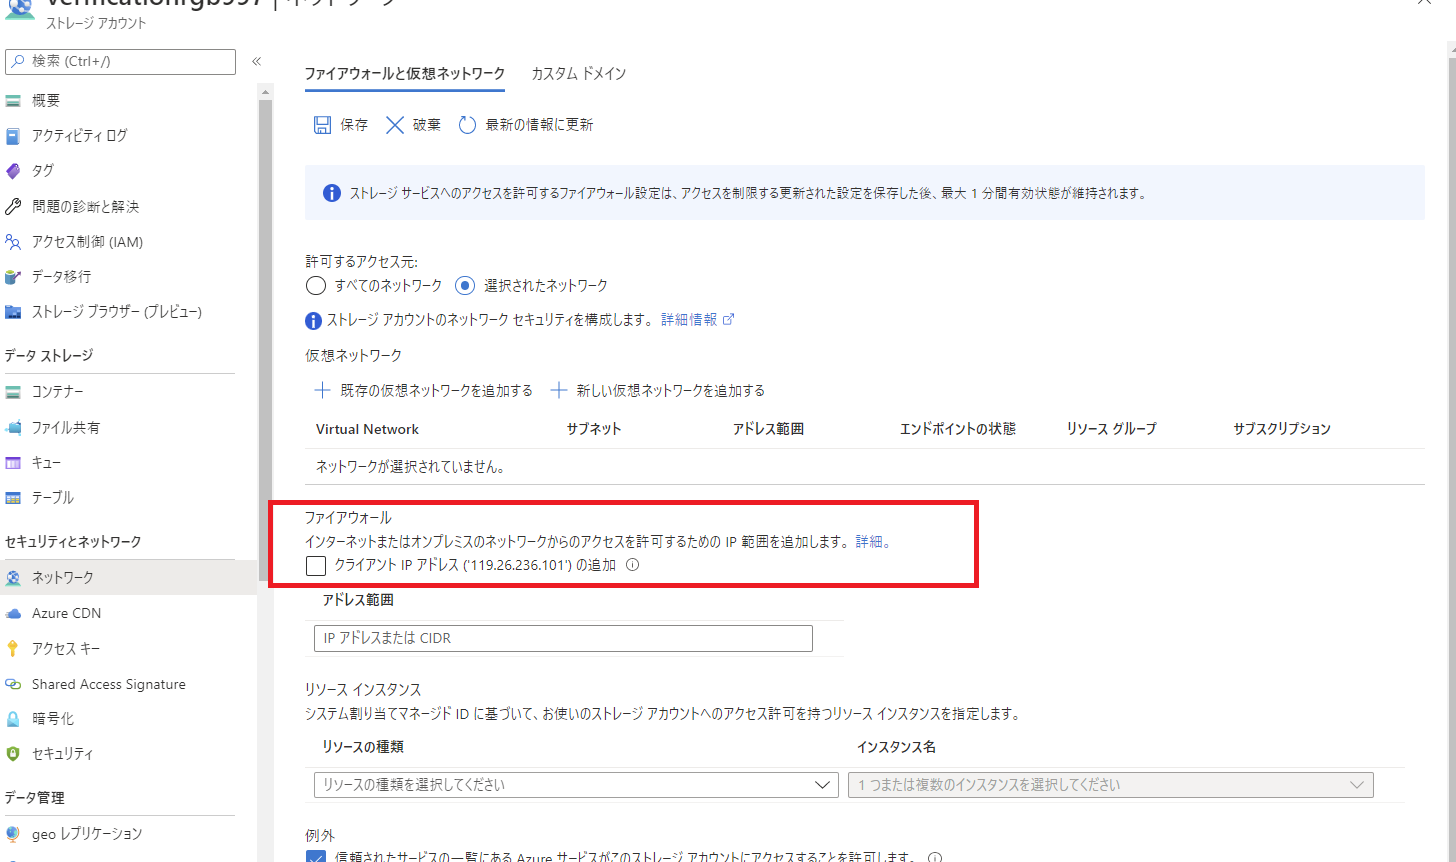 ストレージ アカウント
検索 (Ctrl+/)
«
概要
アクティビティ ログ
タグ
問題の診断と解決
アクセス制御 (IAM)
データ移行
ストレージ ブラウザー (プレビュー)
データ ストレージ
コンテナー
ファイル共有
キュー
テーブル
セキュリティとネットワーク
ネットワーク
Azure CDN
アクセス キー
Shared Access Signature
暗号化
セキュリティ
データ管理
geo レプリケーション
ファイアウォールと仮想ネットワーク カスタム ドメイン
保存 破棄 最新の情報に更新
ストレージ サービスへのアクセスを許可するファイアウォール設定は、アクセスを制限する更新された設定を保存した後、最大 1 分間有効状態が維持されます。
許可するアクセス元:
すべてのネットワーク 選択されたネットワーク
ストレージ アカウントのネットワーク セキュリティを構成します。 詳細情報
仮想ネットワーク
既存の仮想ネットワークを追加する 新しい仮想ネットワークを追加する
Virtual Network サブネット アドレス範囲 エンドポイントの状態 リソース グループ サブスクリプション
ネットワークが選択されていません。
ファイアウォール
インターネットまたはオンプレミスのネットワークからのアクセスを許可するための IP 範囲を追加します。 詳細。
クライアント IP アドレス ('119.26.236.101') の追加
アドレス範囲
IP アドレスまたは CIDR
リソース インスタンス
システム割り当てマネージド ID に基づいて、お使いのストレージ アカウントへのアクセス許可を持つリソース インスタンスを指定します。
リソースの種類 インスタンス名
リソースの種類を選択してください 1 つまたは複数のインスタンスを選択してください
例外
信頼されたサービスの一覧にある Azure サービスがこのストレージ アカウントにアクセスすることを許可します。